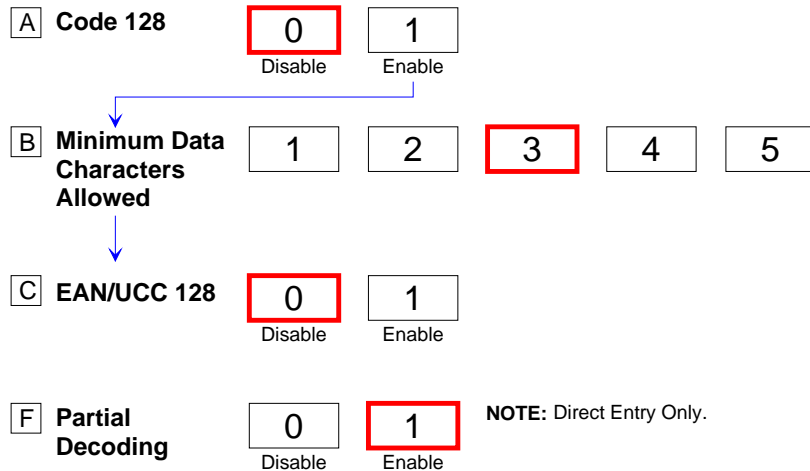 A Code 128 0 1
Disable Enable
B Minimum Data 1 2 3 4 5
Characters
Allowed
C EAN/UCC 128 0 1
Disable Enable
F Partial 0 1 NOTE: Direct Entry Only.
Decoding
Disable Enable